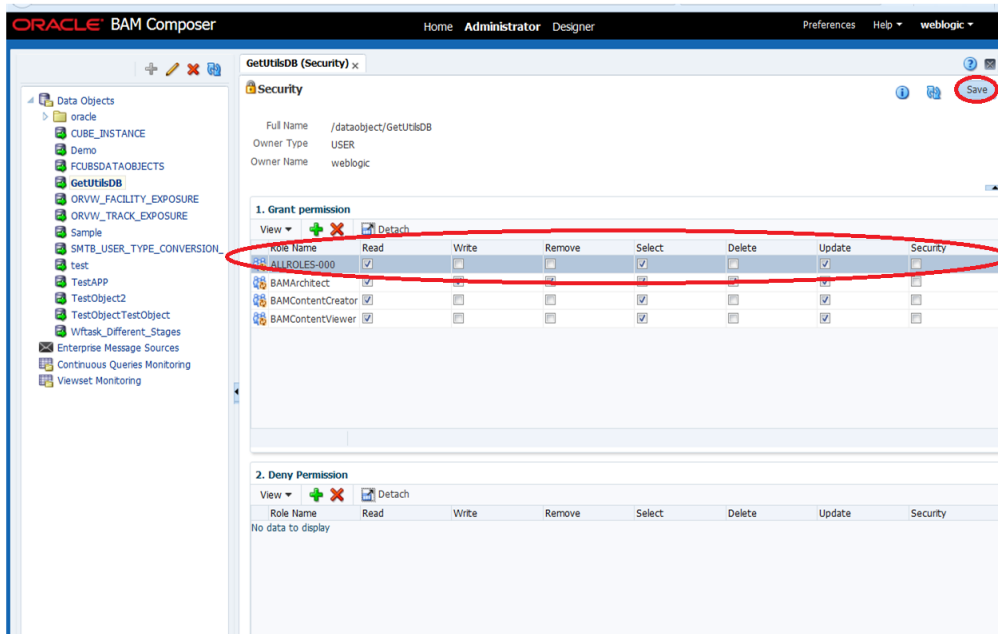 ORACLE BAM Composer
Home Administrator Designer
Preferences Help weblogic
GetUtilsDB (Security)
Security
Save
Full Name /dataobject/GetUtilsDB
Owner Type USER
Owner Name weblogic
Data Objects
oracle
CUBE_INSTANCE
Demo
FCUBSDATAOBJECTS
GetUtilsDB
ORVW_FACILITY_EXPOSURE
ORVW_TRACK_EXPOSURE
Sample
SMTB_USER_TYPE_CONVERSION_
test
TestAPP
TestObject2
TestObjectTestObject
Wftask_Different_Stages
Enterprise Message Sources
Continuous Queries Monitoring
Viewset Monitoring
1. Grant permission
View Detach
Role Name Read Write Remove Select Delete Update Security
ALLROLES-000
BAMArchitect
BAMContentCreator
BAMContentViewer
2. Deny Permission
View Detach
Role Name Read Write Remove Select Delete Update Security
No data to display